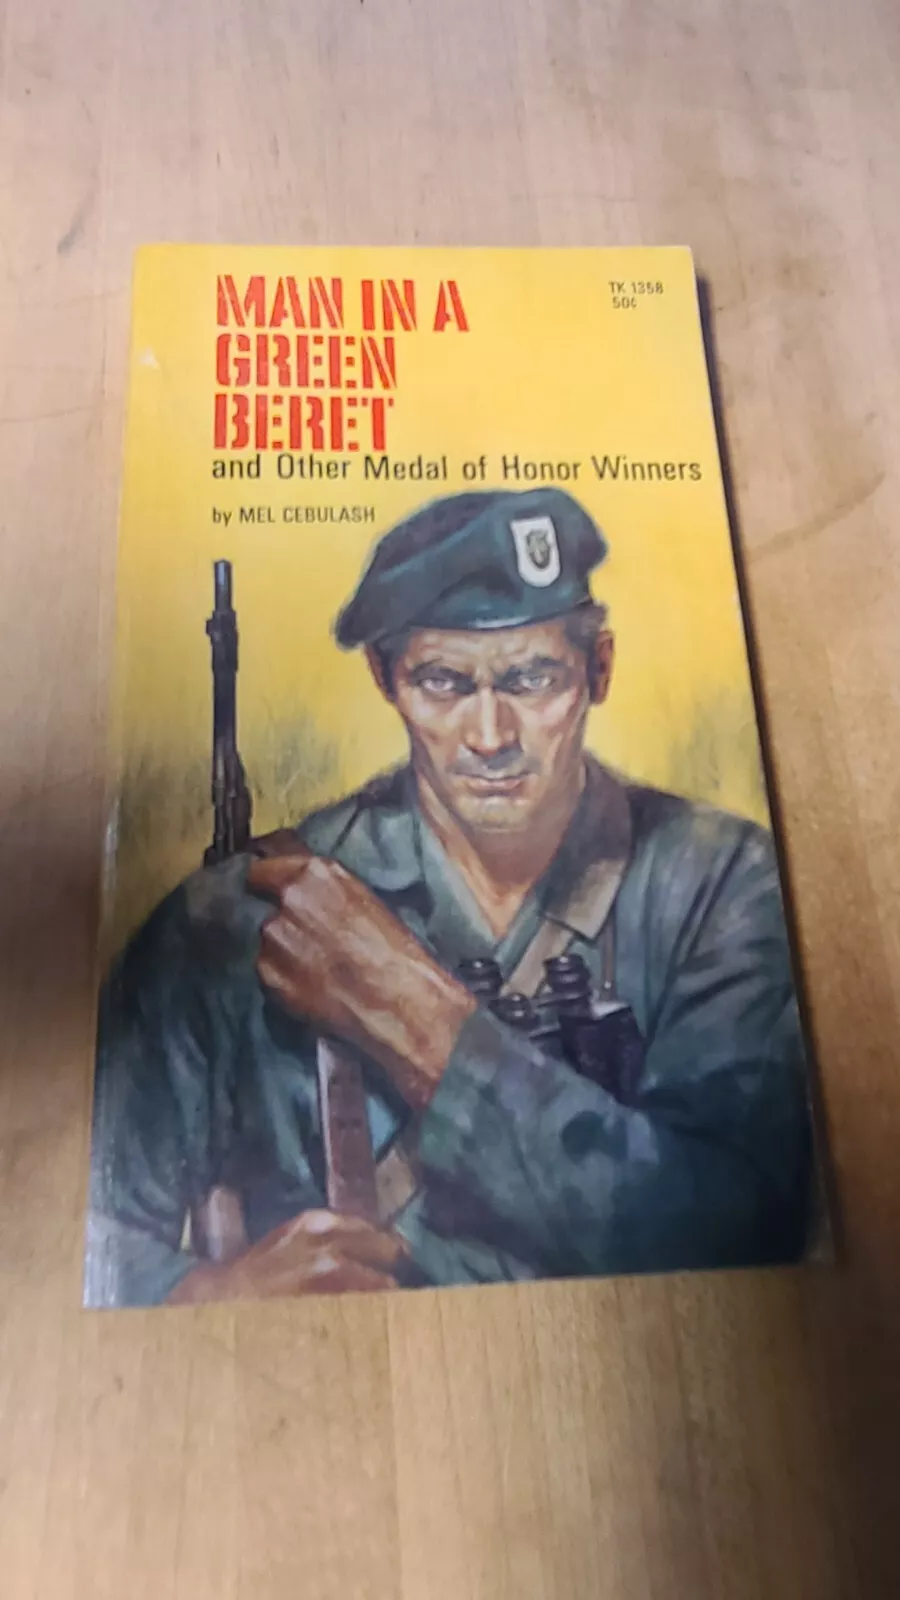 MAN IN A
GREEN
BERET
and Other Medal of Honor Winners
by MEL CEBULASH
TK 1358
50¢